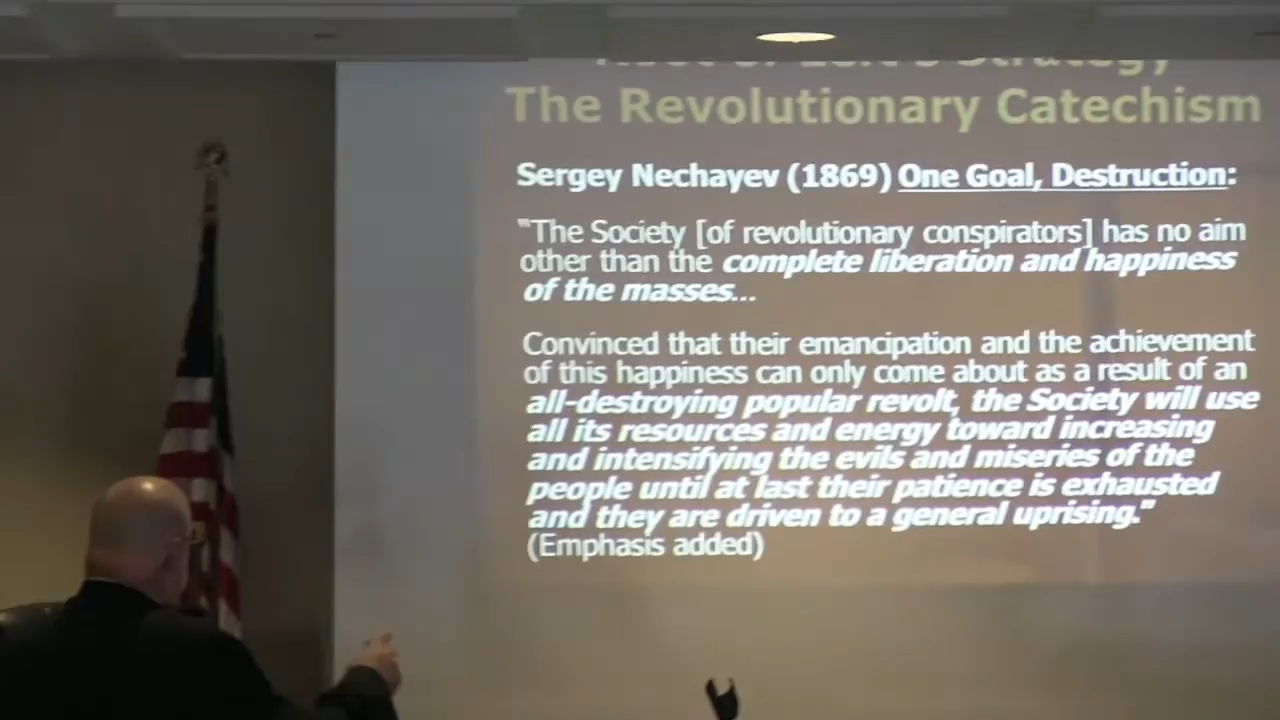 Strategy
The Revolutionary Catechism
Sergey Nechayev (1869) One Goal, Destruction:
"The Society [of revolutionary conspirators] has no aim
other than the complete liberation and happiness
of the masses...
Convinced that their emancipation and the achievement
of this happiness can only come about as a result of an
all-destroying popular revolt, the Society will use
all its resources and energy toward increasing
and intensifying the evils and miseries of the
people until at last their patience is exhausted
and they are driven to a general uprising."
(Emphasis added)